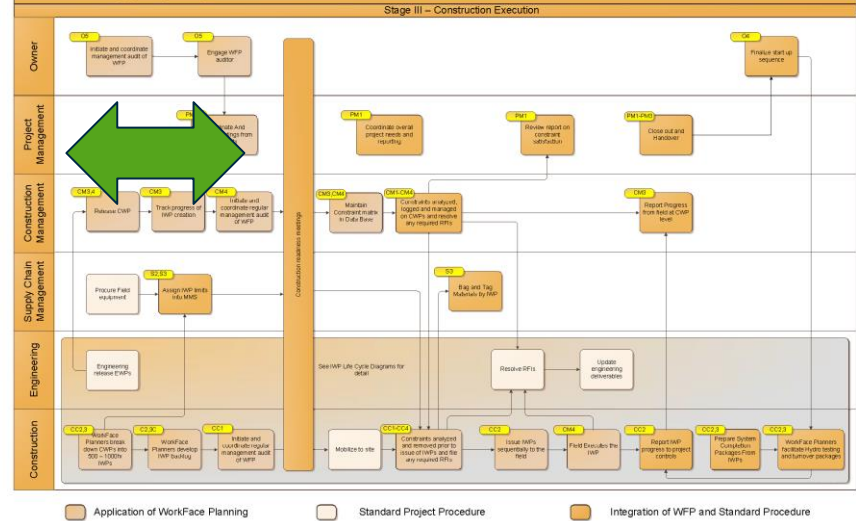 Stage III – Construction Execution
Owner
O5
Initiate and coordinate
management audit of
WFP
O5
Engage WFP
auditor
O4
Finalize start up
sequence
Project
Management
PM
And
from
PM1
Coordinate overall
project needs and
reporting
PM1
Review report on
constraint
satisfaction
PM1-PM3
Close out and
Handover
Construction
Management
CM3,4
Release CWP
CM3
Track progress of
IWP creation
CM4
Initiate and
coordinate regular
management audit
of WFP
Construction readiness meetings
CM3,CM4
Maintain
Constraint matrix
in Data Base
CM1-CM4
Constraints analyzed,
logged and managed
on CWPs and resolve
any required RFIs
CM3
Report Progress
from field at CWP
level
Supply Chain
Management
Procure Field
equipment
S2,S3
Assign IWP limits
into MMS
S3
Bag and Tag
Materials by IWP
Engineering
Engineering
release EWPs
See IWP Life Cycle Diagrams for
detail
Resolve RFIs
Update
engineering
deliverables
Construction
CC2,3
WorkFace
Planners break
down CWPs into
500 – 1000hr IWPs
CC2,3C
WorkFace
Planners develop
IWP backlog
CC1
Initiate and
coordinate regular
management audit
of WFP
Mobilize to site
CC1-CC4
Constraints analyzed
and removed prior to
issue of IWPs and file
any required RFIs
CC2
Issue IWPs
sequentially to the
field
CM4
Field Executes the
IWP
CC2
Report IWP
progress to project
controls
CC2,3
Prepare System
Completion
Packages From
IWPs
CC2,3
WorkFace Planners
facilitate Hydro testing
and turnover packages
Application of WorkFace Planning
Standard Project Procedure
Integration of WFP and Standard Procedure